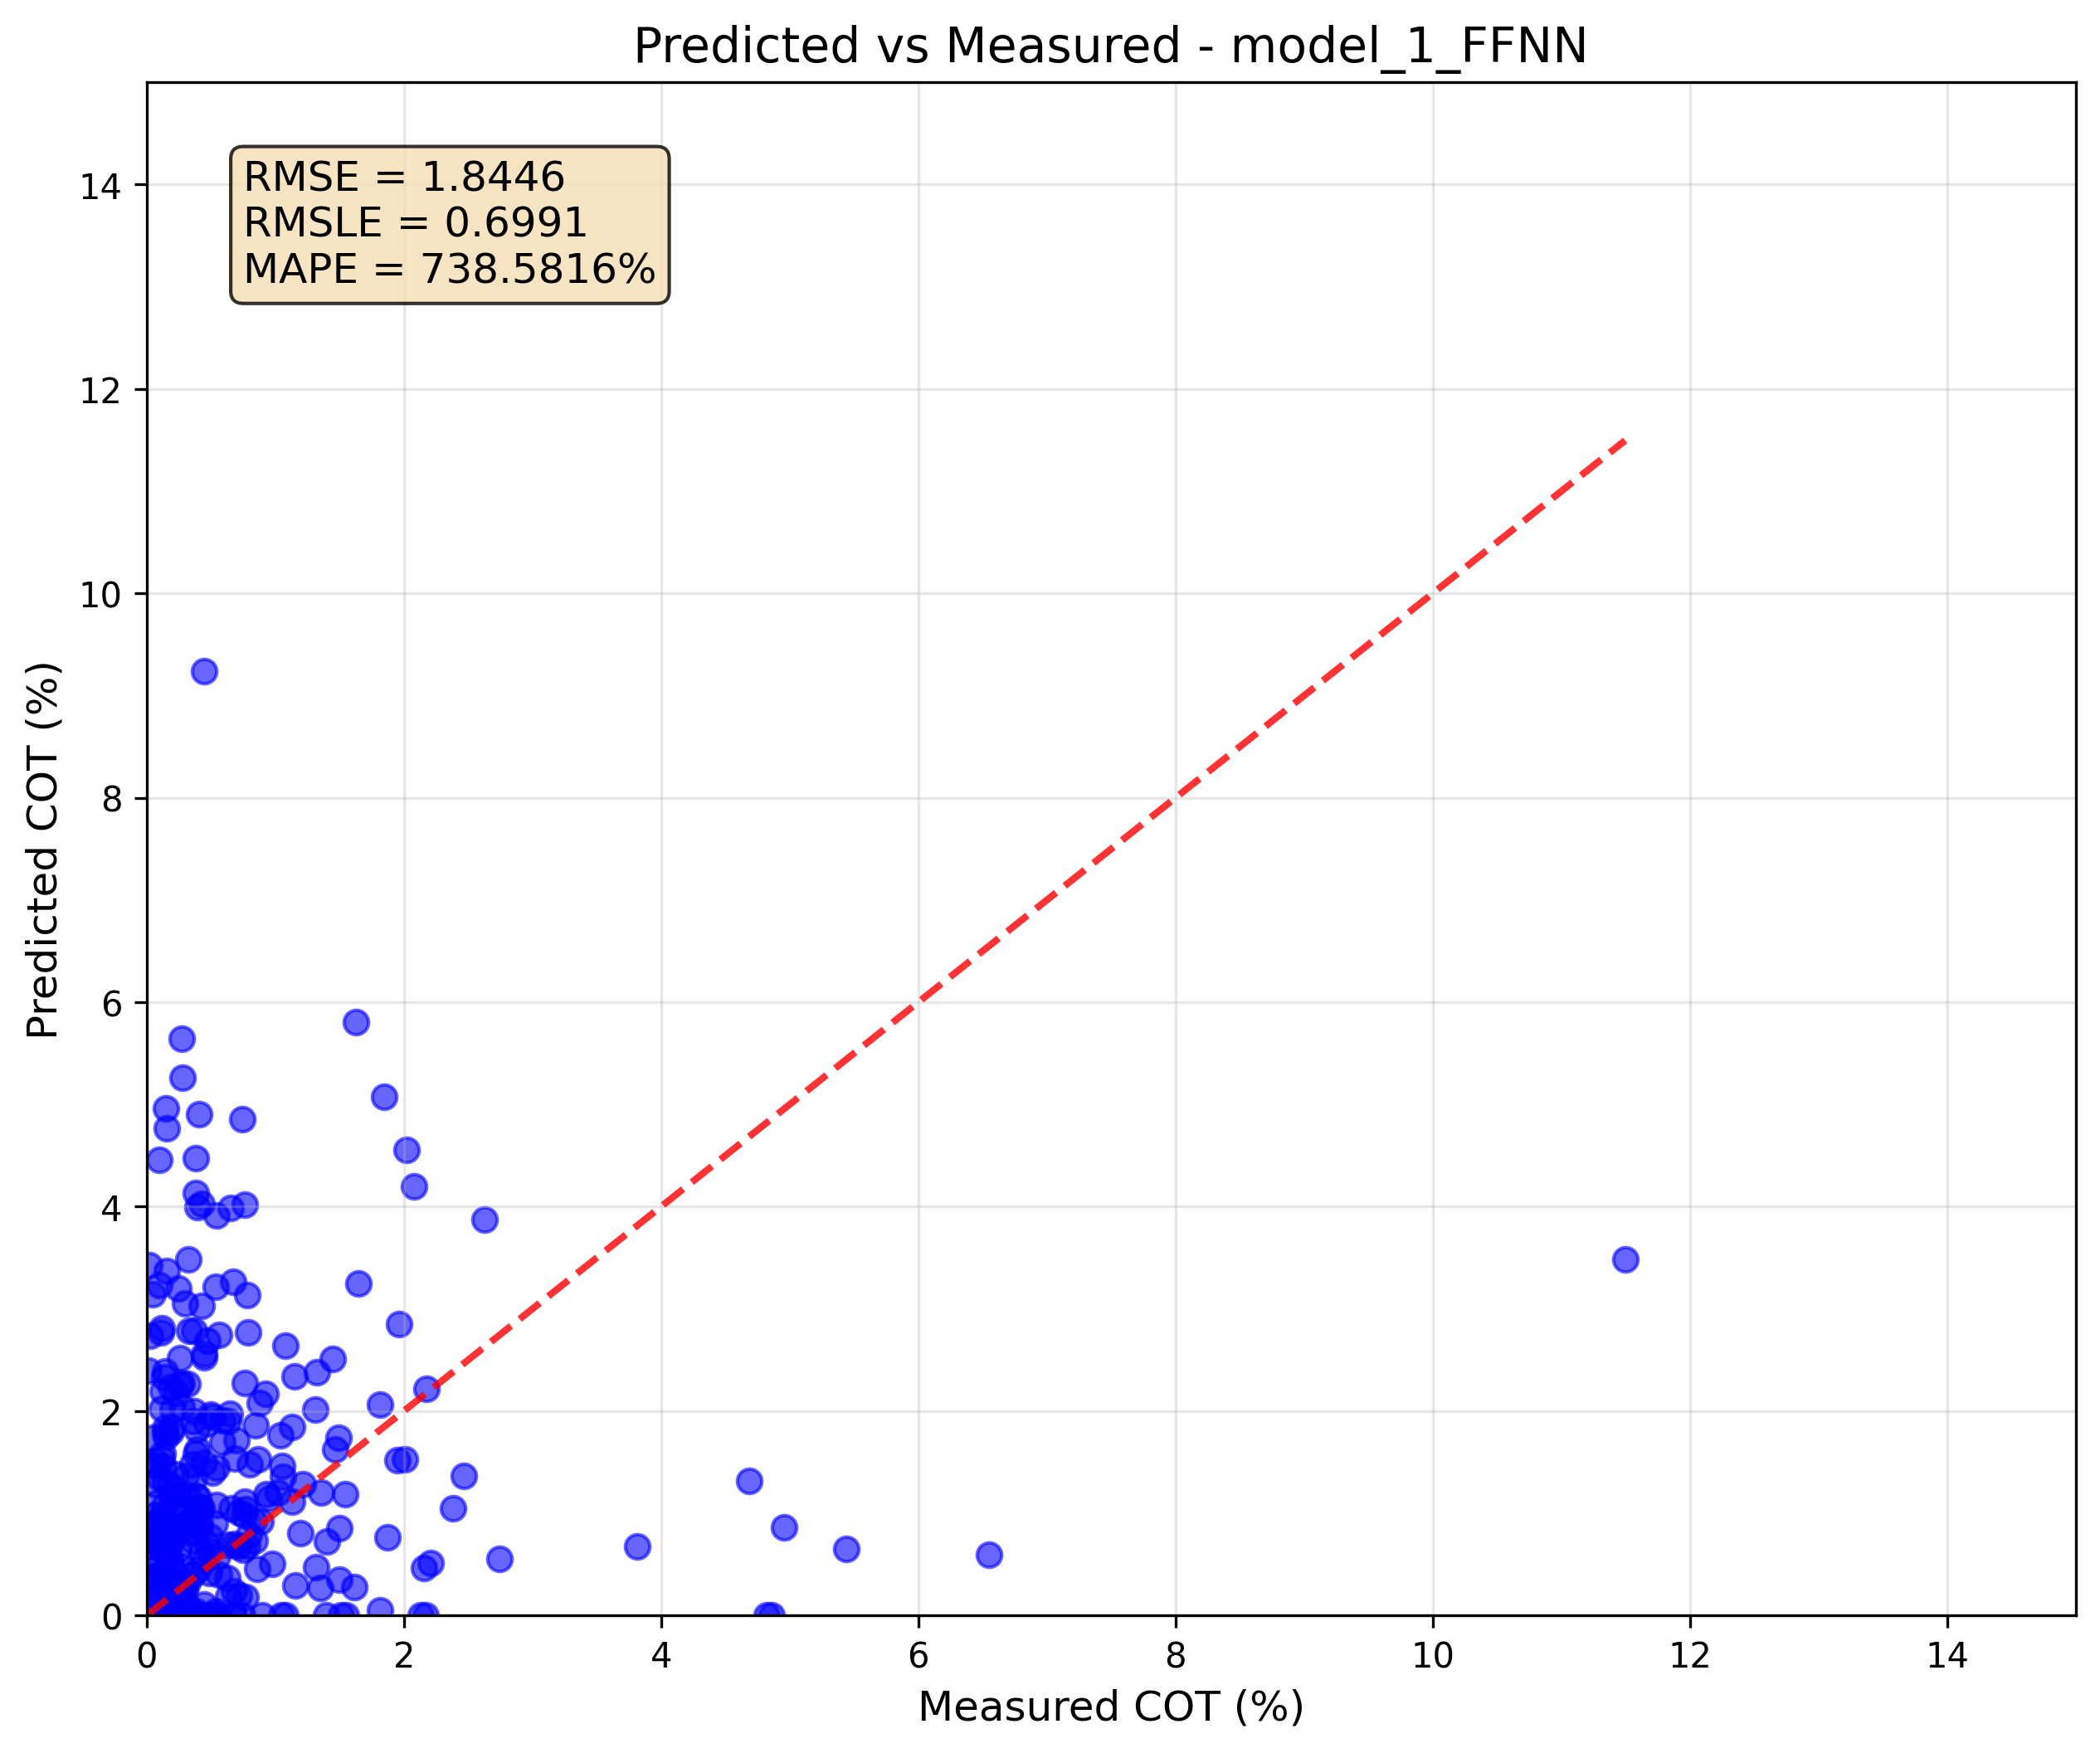 Predicted vs Measured - model_1_FFNN
RMSE = 1.8446
RMSLE = 0.6991
MAPE = 738.5816%
14
12
10
8
6
4
2
0
Predicted COT (%)
0 2 4 6 8 10 12 14
Measured COT (%)